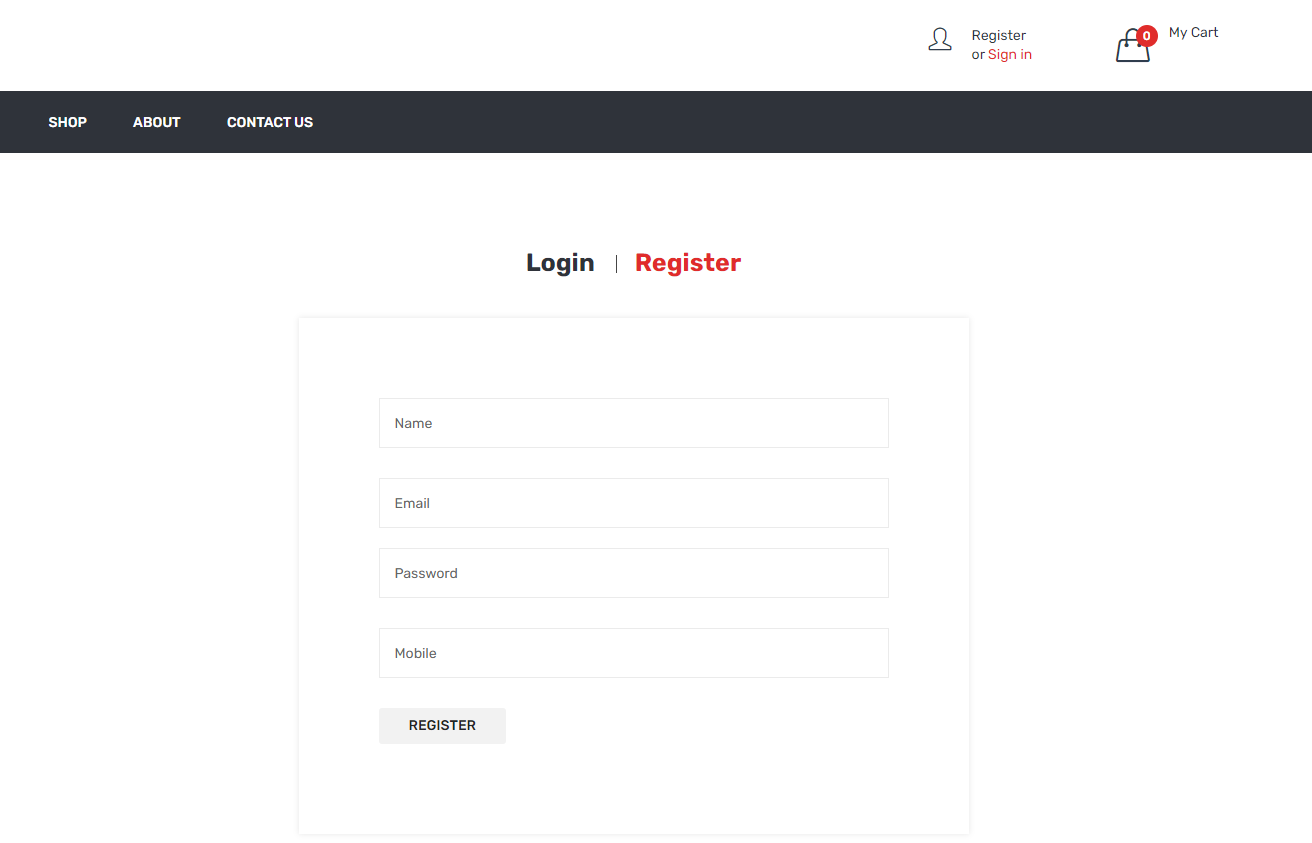 Register
or Sign in
0
My Cart
SHOP ABOUT CONTACT US
Login | Register
Name
Email
Password
Mobile
REGISTER